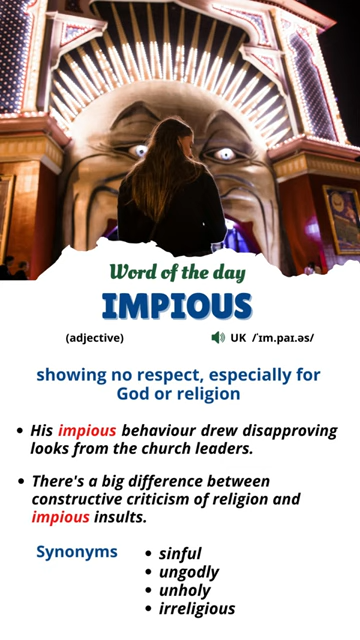 Word of the day
IMPIOUS
(adjective)
UK /ˈɪm.paɪ.əs/
showing no respect, especially for
God or religion
• His impious behaviour drew disapproving
looks from the church leaders.
• There's a big difference between
constructive criticism of religion and
impious insults.
Synonyms
• sinful
• ungodly
• unholy
• irreligious